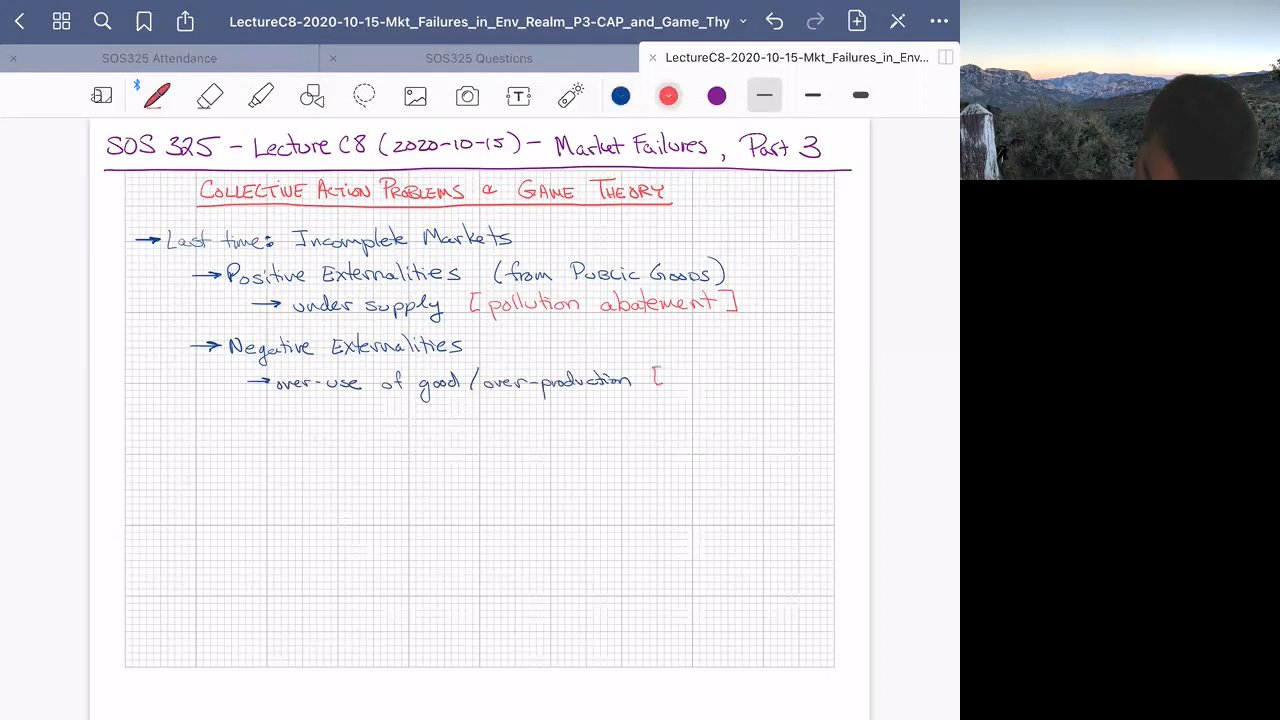 LectureC8-2020-10-15-Mkt_Failures_in_Env_Realm_P3-CAP_and_Game_Thy
SOS325 Attendance
SOS325 Questions
LectureC8-2020-10-15-Mkt_Failures_in_Env...
T
SOS 325 - Lecture C8 (2020-10-15) - Market Failures, Part 3
COLLECTIVE ACTION PROBLEMS & GAME THEORY
→ Last time: Incomplete Markets
→ Positive Externalities (from PUBLIC GOODS)
→ under supply [pollution abatement]
→ Negative Externalities
→ over-use of good/over-production [